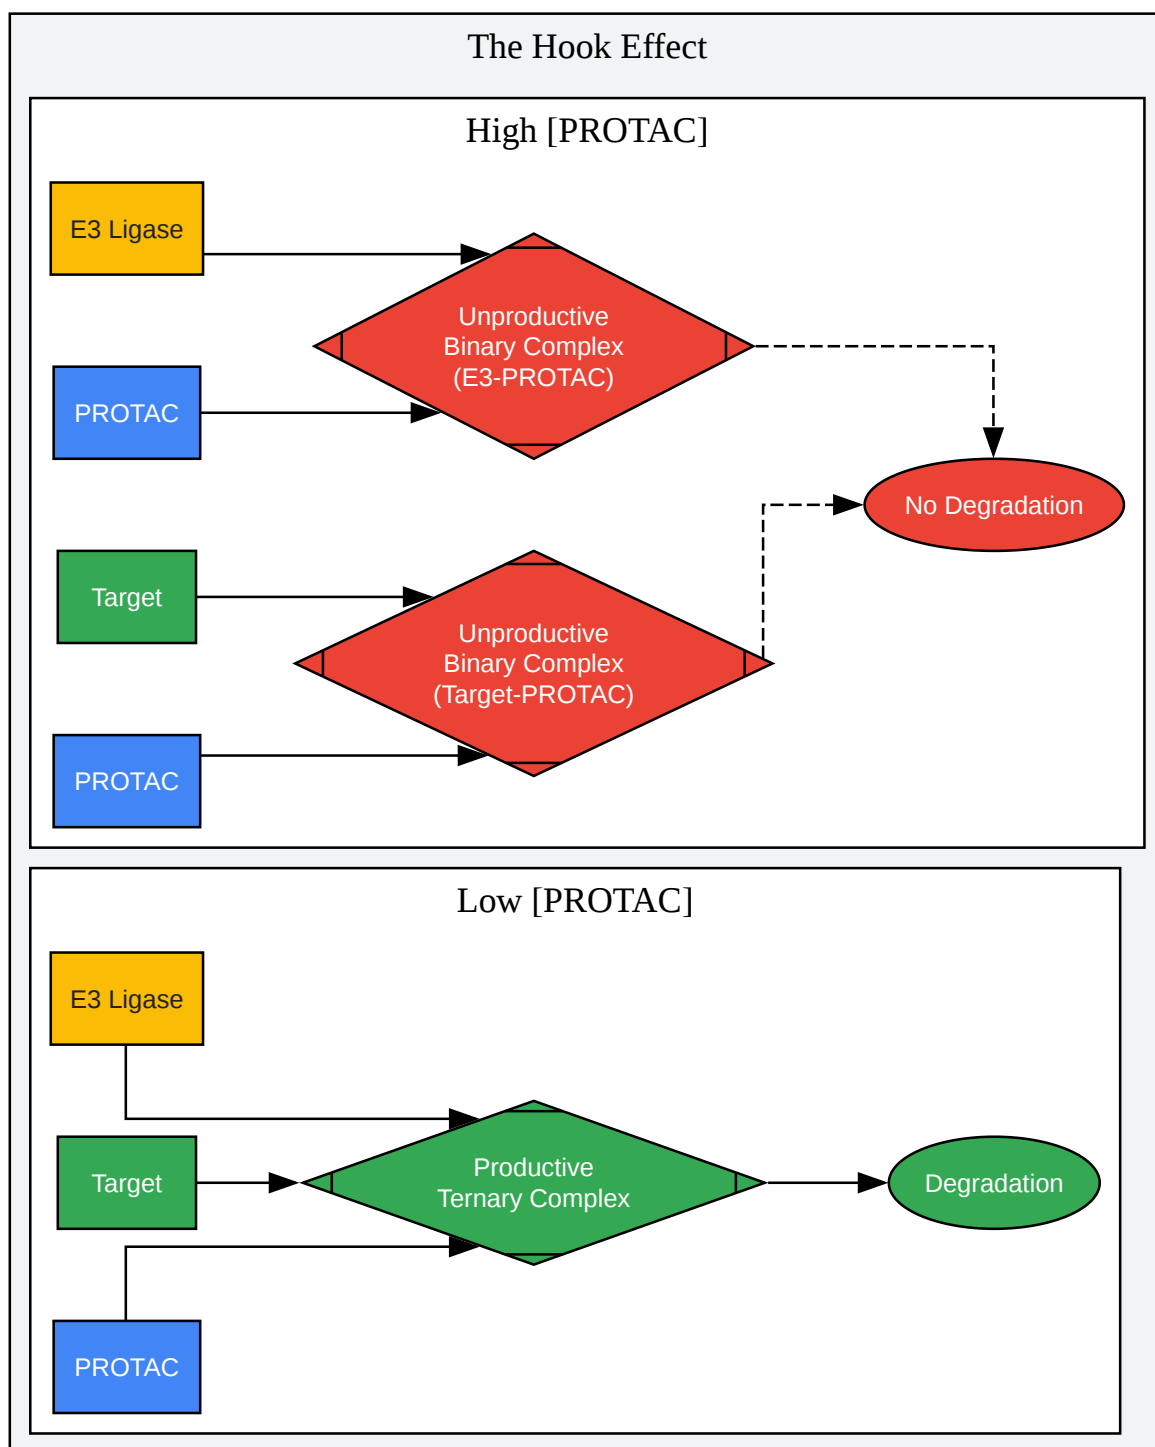 The Hook Effect
High [PROTAC]
E3 Ligase
Unproductive
Binary Complex
(E3-PROTAC)
PROTAC
No Degradation
Target
Unproductive
Binary Complex
(Target-PROTAC)
PROTAC
Low [PROTAC]
E3 Ligase
Target
Productive
Ternary Complex
Degradation
PROTAC